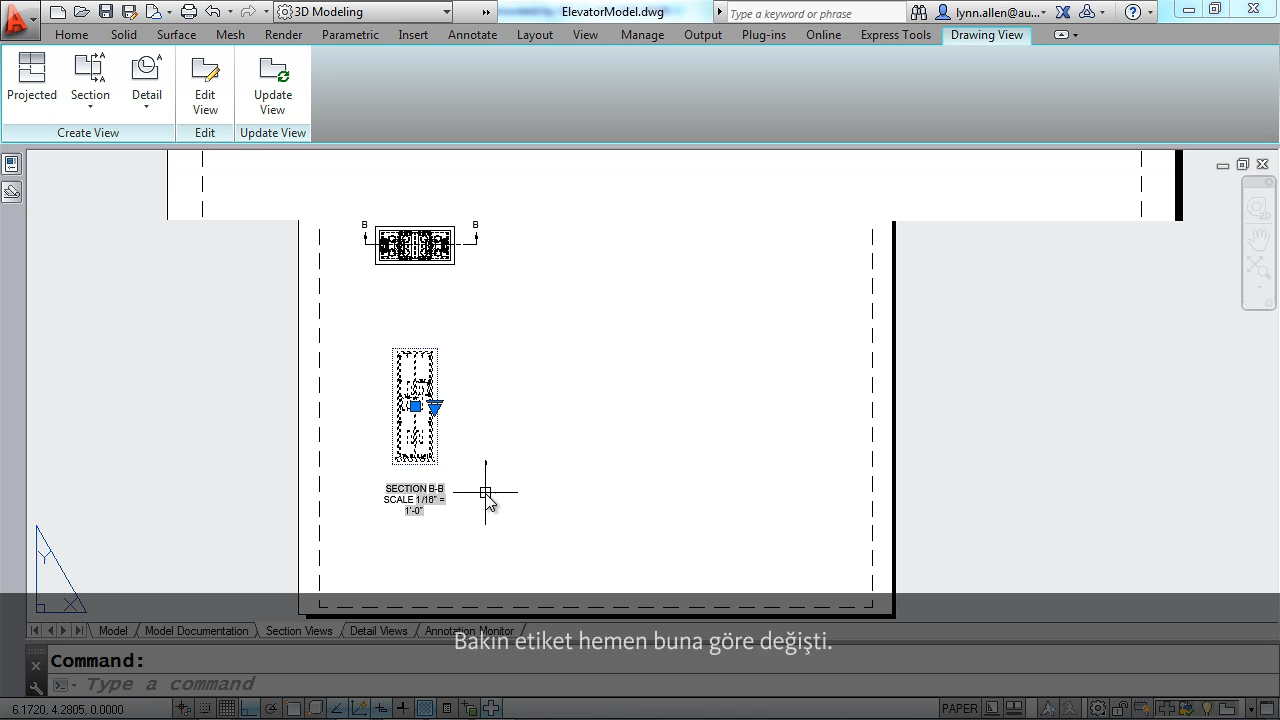 3D Modeling
ElevatorModel.dwg
Type a keyword or phrase
lynn.allen@au...
Home Solid Surface Mesh Render Parametric Insert Annotate Layout View Manage Output Plug-ins Online Express Tools Drawing View
Projected Section Detail Edit View Update View
Create View Edit Update View
B B
SECTION B-B
SCALE 1/16" =
1'-0"
Y
X
Model Model Documentation Section Views Detail Views Annotation Monitor
Bakın etiket hemen buna göre değişti.
Command:
Type a command
6.1720, 4.2905, 0.0000 PAPER